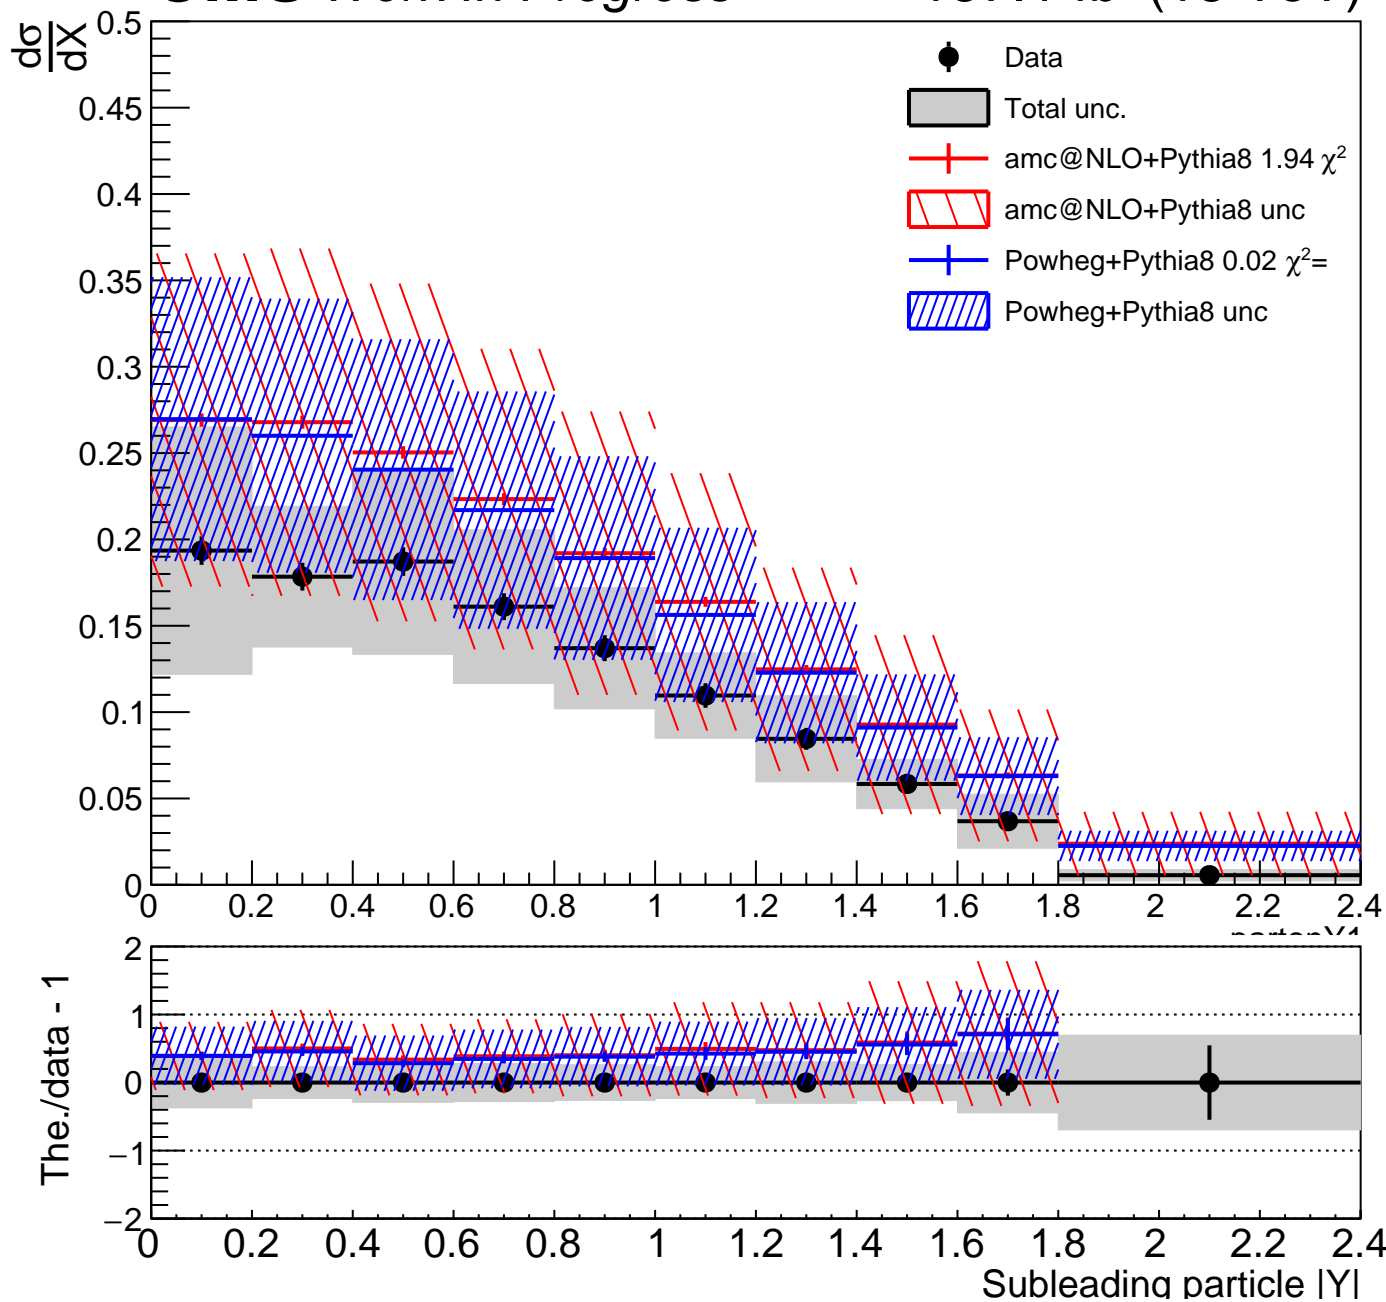 dσ
dX
0.5
0.45
0.4
0.35
0.3
0.25
0.2
0.15
0.1
0.05
0
Data
Total unc.
amc@NLO+Pythia8 1.94 χ²
amc@NLO+Pythia8 unc
Powheg+Pythia8 0.02 χ²=
Powheg+Pythia8 unc
0 0.2 0.4 0.6 0.8 1 1.2 1.4 1.6 1.8 2 2.2 2.4
The./data - 1
2
1
0
−1
−2
0 0.2 0.4 0.6 0.8 1 1.2 1.4 1.6 1.8 2 2.2 2.4
Subleading particle |Y|